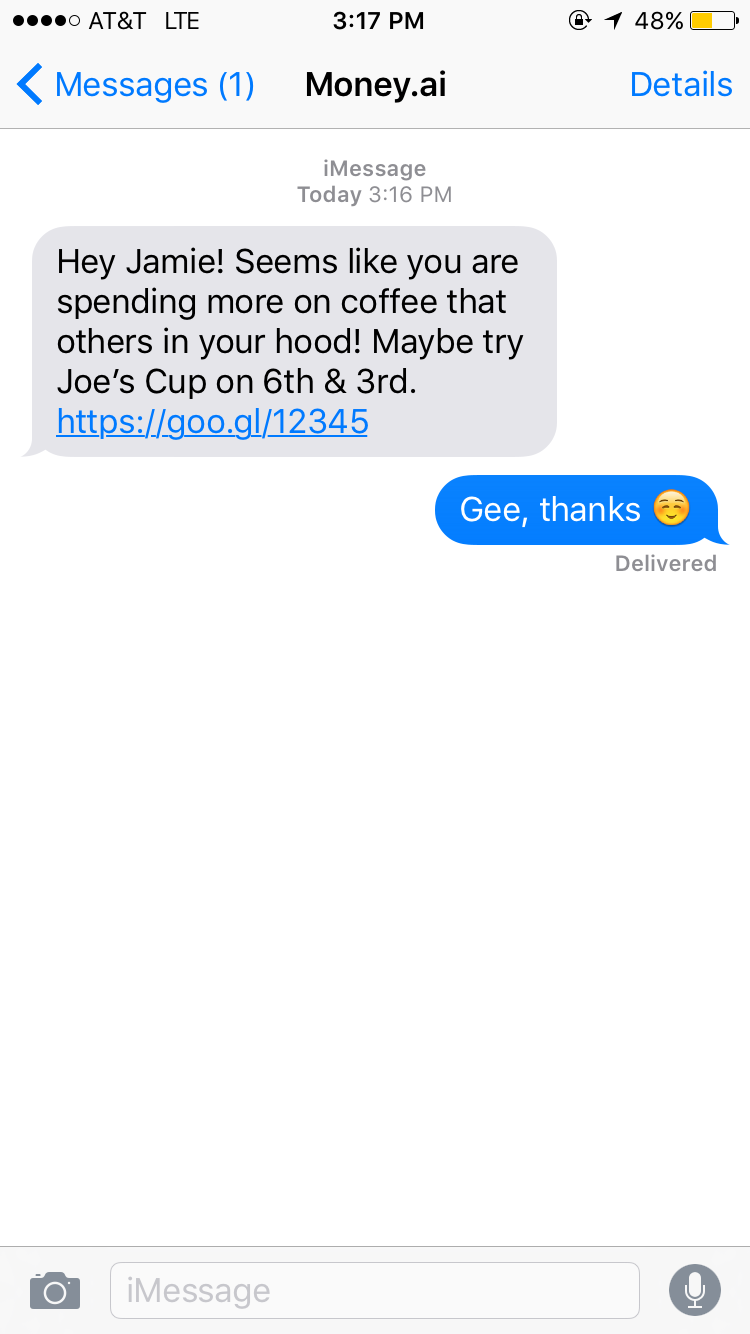 AT&T LTE 3:17 PM 48%
Messages (1) Money.ai Details
iMessage
Today 3:16 PM
Hey Jamie! Seems like you are
spending more on coffee that
others in your hood! Maybe try
Joe’s Cup on 6th & 3rd.
https://goo.gl/12345
Gee, thanks ☺️
Delivered
iMessage